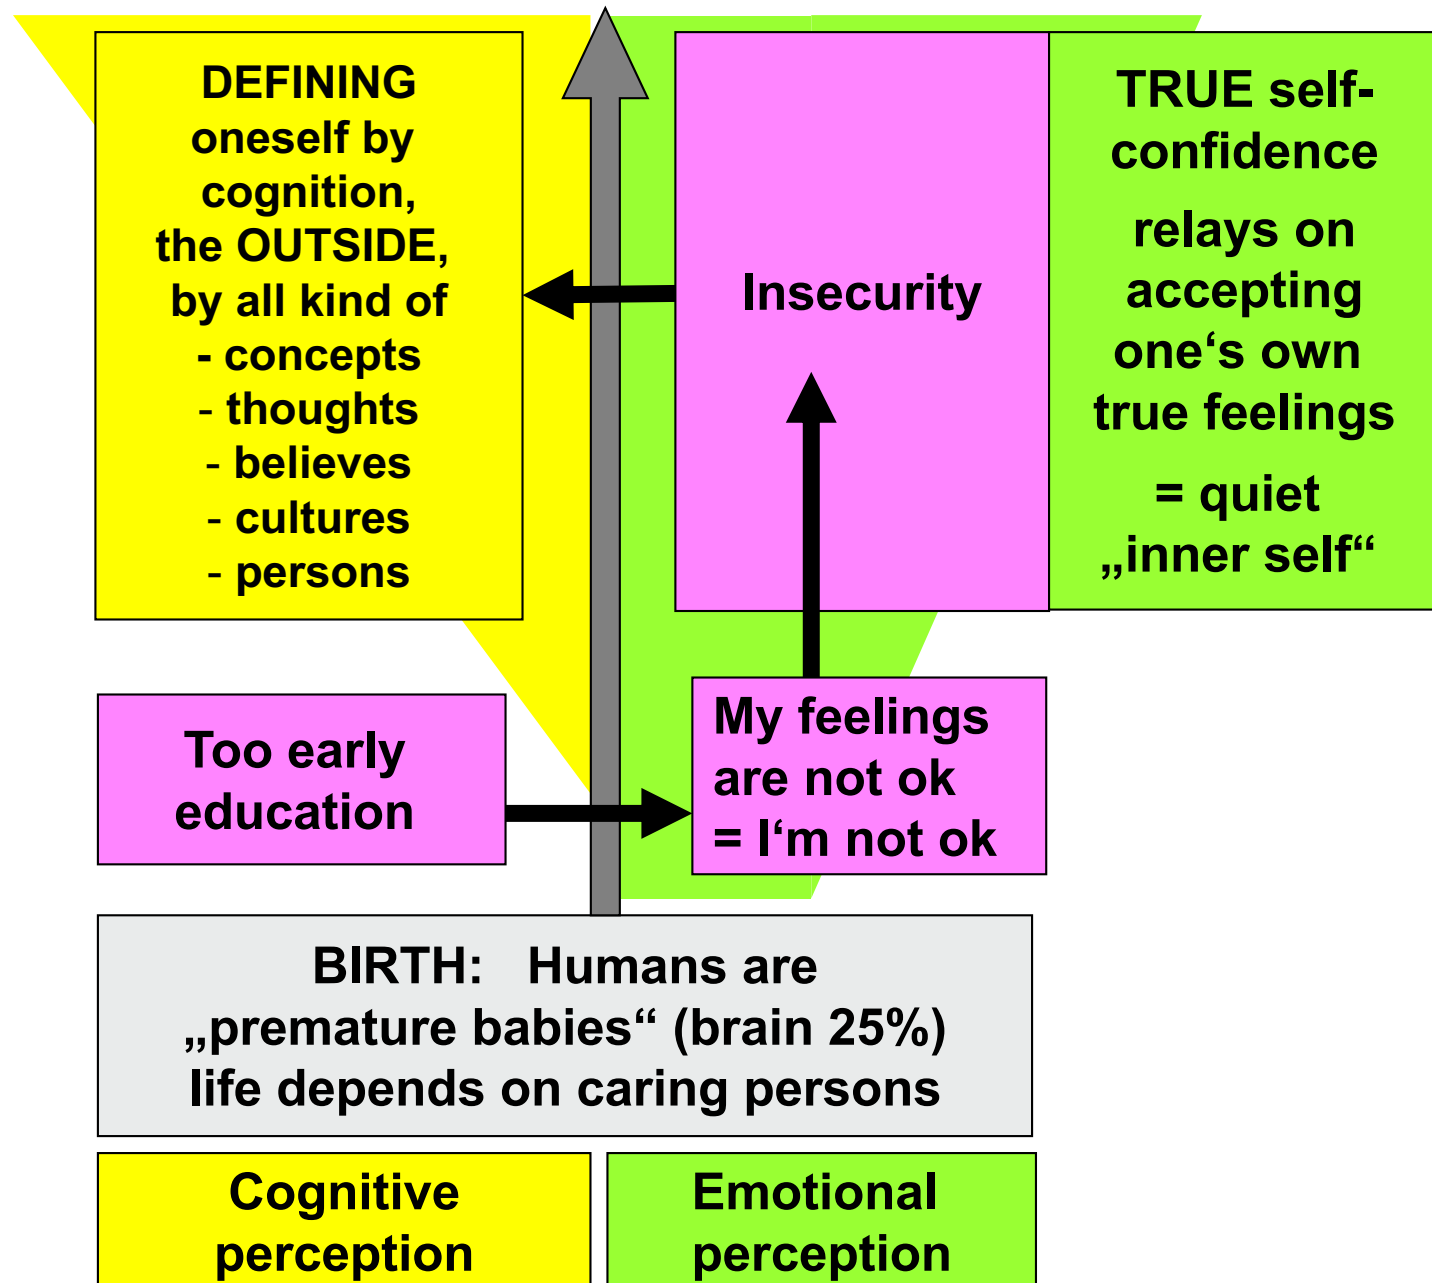 DEFINING
oneself by
cognition,
the OUTSIDE,
by all kind of
- concepts
- thoughts
- believes
- cultures
- persons
Insecurity
TRUE self-
confidence
relays on
accepting
one‘s own
true feelings
= quiet
„inner self“
Too early
education
My feelings
are not ok
= I‘m not ok
BIRTH: Humans are
„premature babies“ (brain 25%)
life depends on caring persons
Cognitive
perception
Emotional
perception